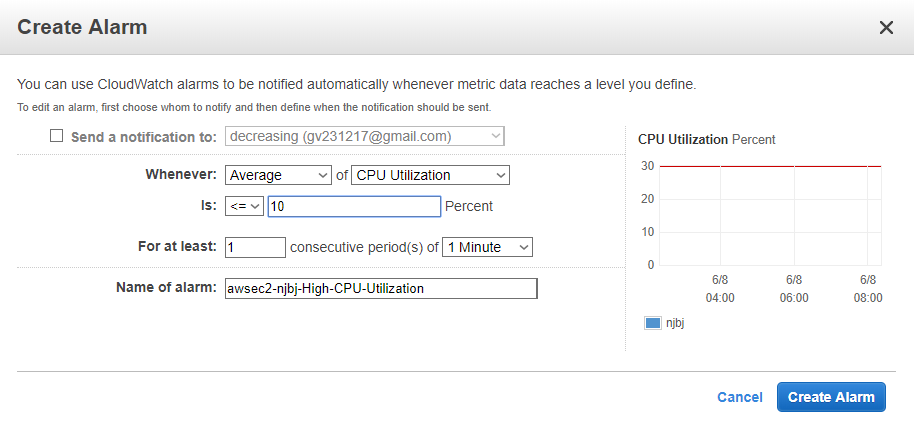 Create Alarm
You can use CloudWatch alarms to be notified automatically whenever metric data reaches a level you define.
To edit an alarm, first choose whom to notify and then define when the notification should be sent.
Send a notification to: decreasing (gv231217@gmail.com)
Whenever: Average of CPU Utilization
Is: <= 10 Percent
For at least: 1 consecutive period(s) of 1 Minute
Name of alarm: awsec2-njbj-High-CPU-Utilization
CPU Utilization Percent
30
20
10
0
6/8 6/8 6/8
04:00 06:00 08:00
njbj
Cancel Create Alarm